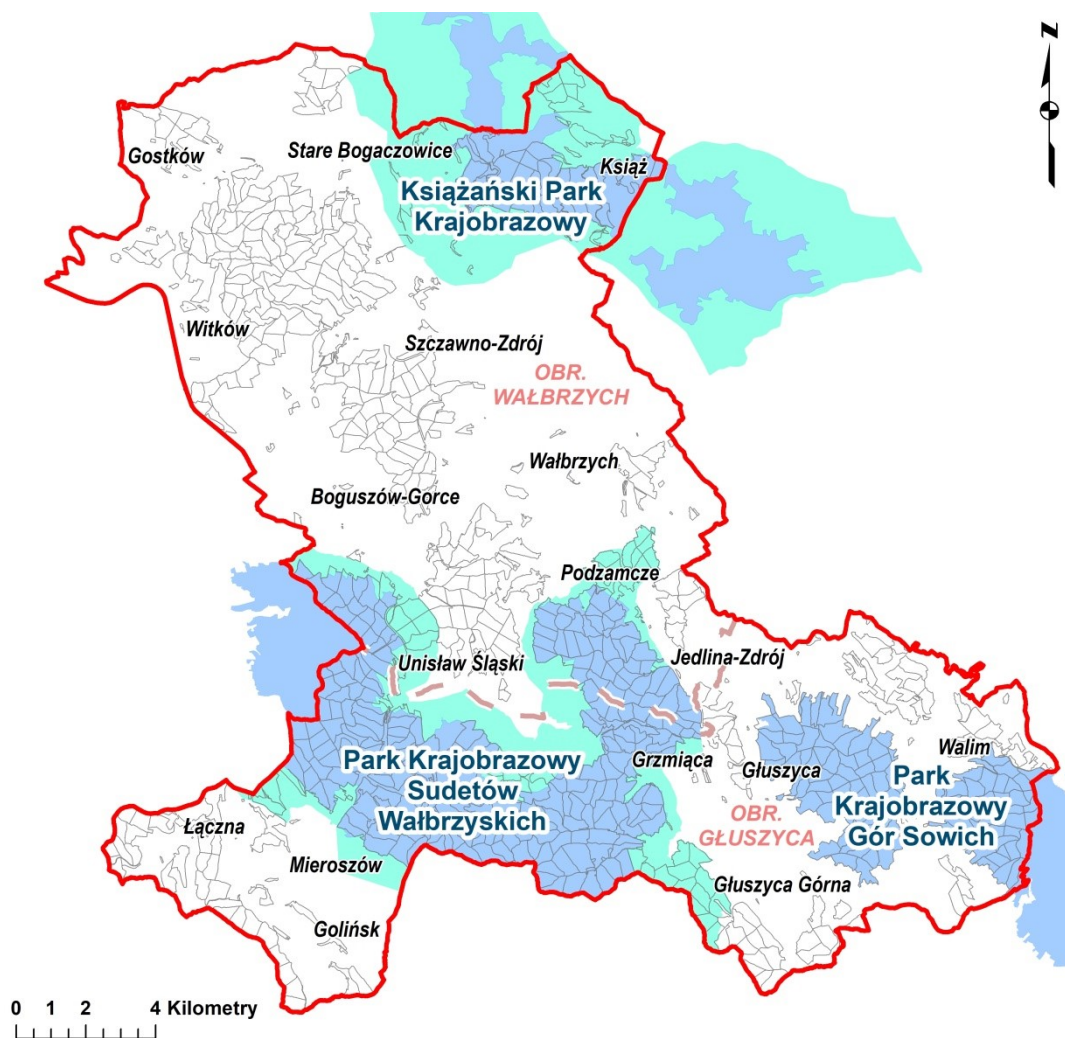 N
Gostków
Stare Bogaczowice
Książ
Książański Park
Krajobrazowy
Witków
Szczawno-Zdrój
OBR.
WAŁBRZYCH
Wałbrzych
Boguszów-Gorce
Podzamcze
Unisław Śląski
Jedlina-Zdrój
Walim
Grzmiąca
Głuszyca
Park Krajobrazowy
Sudetów
Wałbrzyskich
Park
Krajobrazowy
Gór Sowich
OBR.
GŁUSZYCA
Łączna
Mieroszów
Głuszyca Górna
Golińsk
0 1 2 4 Kilometry